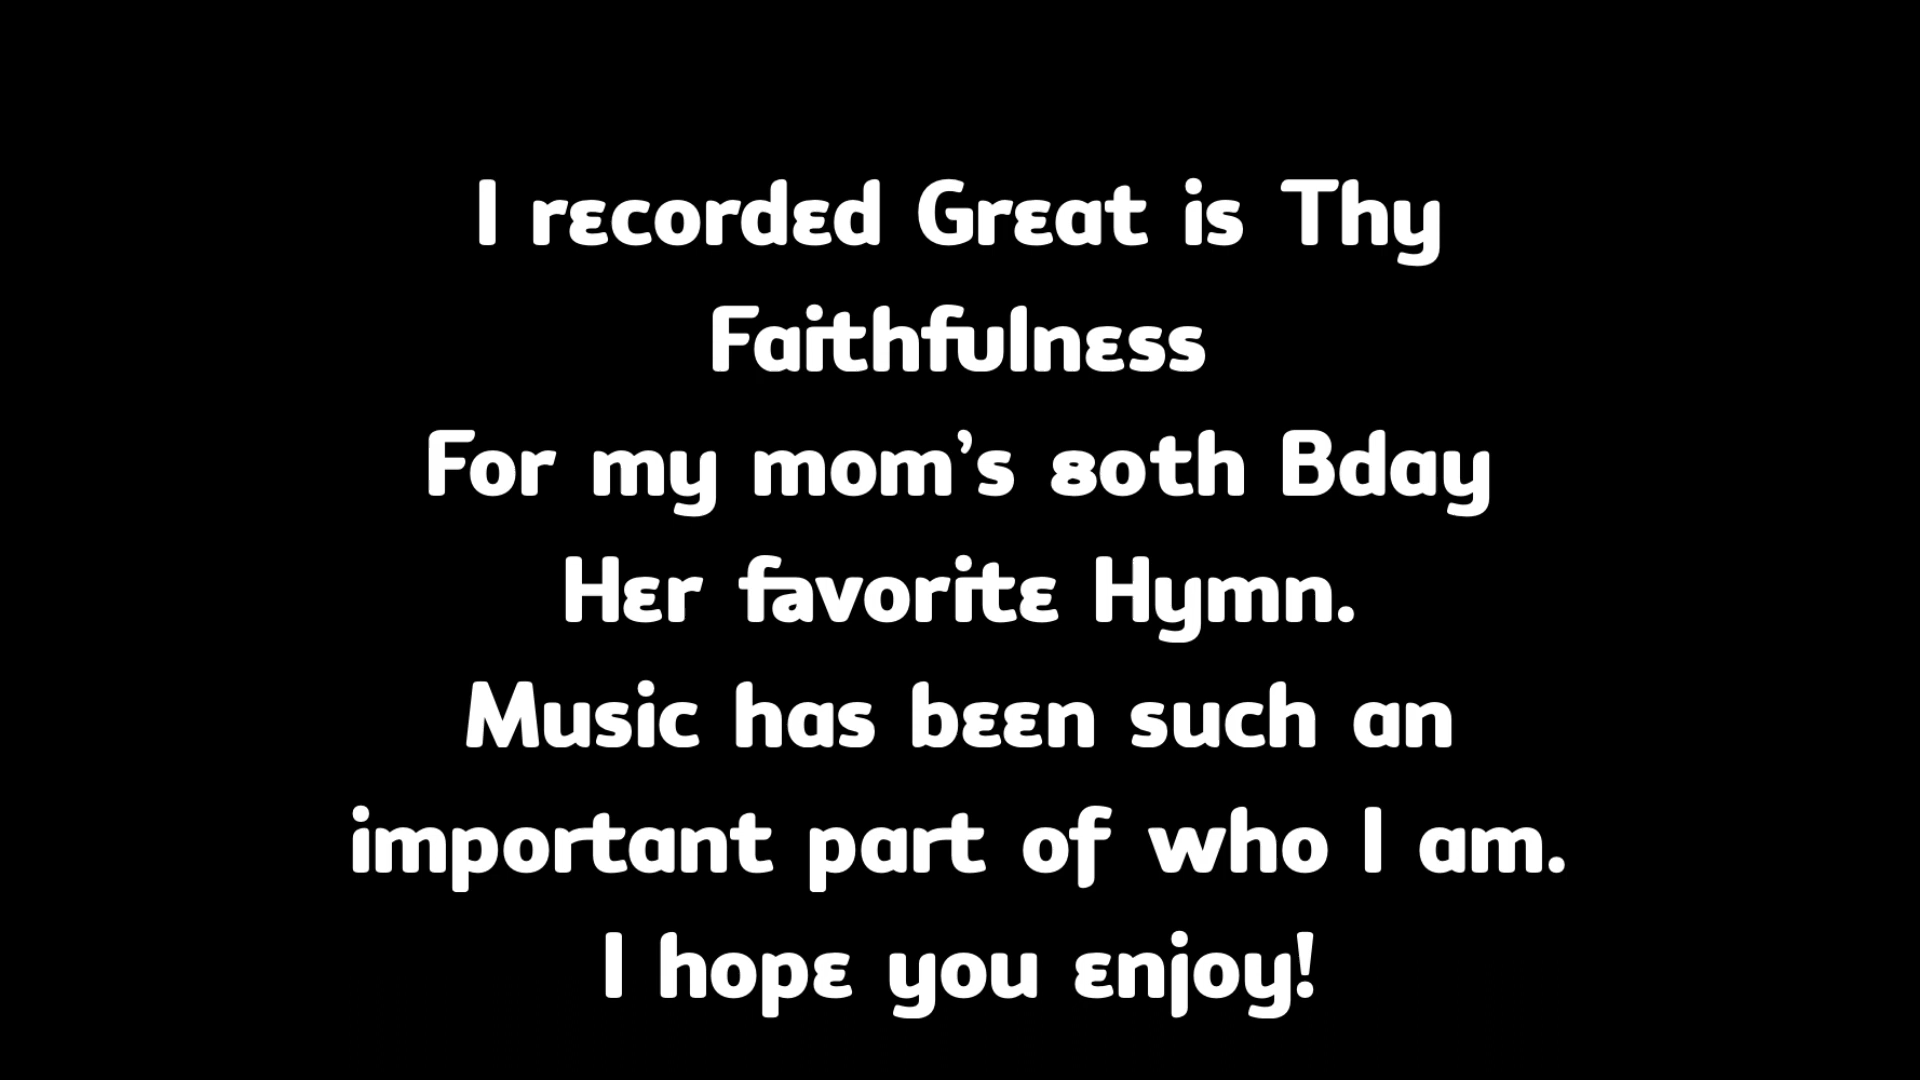 I recorded Great is Thy
Faithfulness
For my mom’s 80th Bday
Her favorite Hymn.
Music has been such an
important part of who I am.
I hope you enjoy!